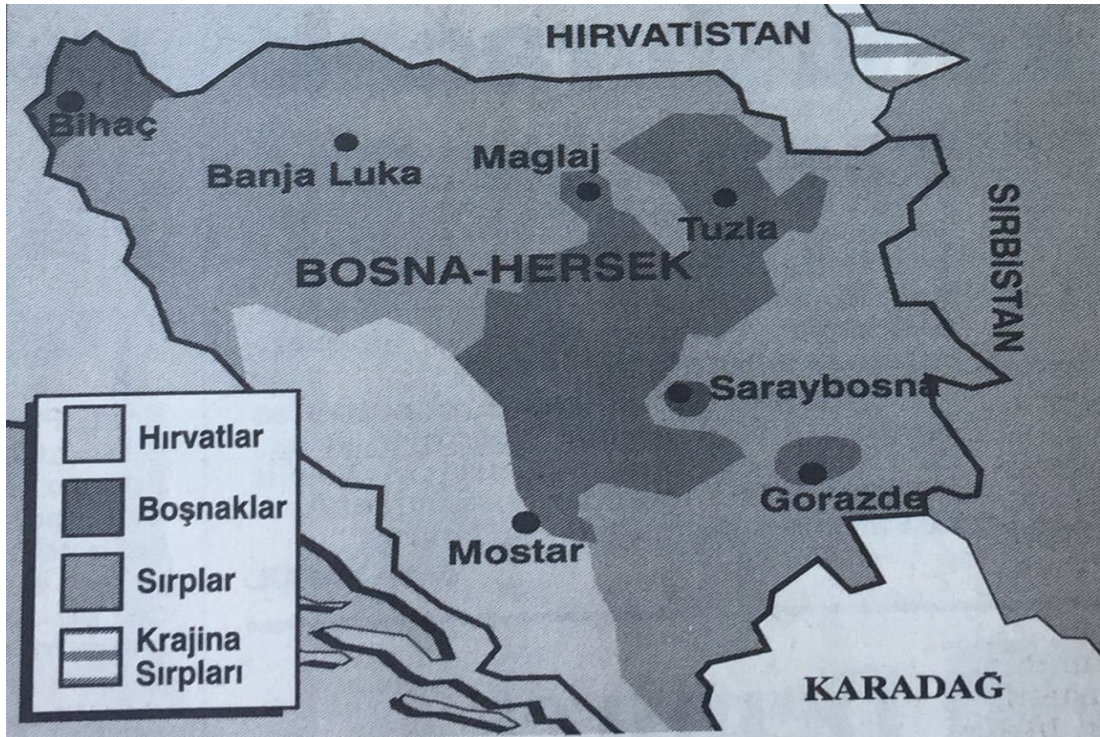 HIRVATİSTAN
Bihaç
Banja Luka
Maglaj
Tuzla
BOSNA-HERSEK
SIRBİSTAN
Saraybosna
Gorazde
Mostar
KARADAĞ
Hırvatlar
Boşnaklar
Sırplar
Krajina
Sırpları